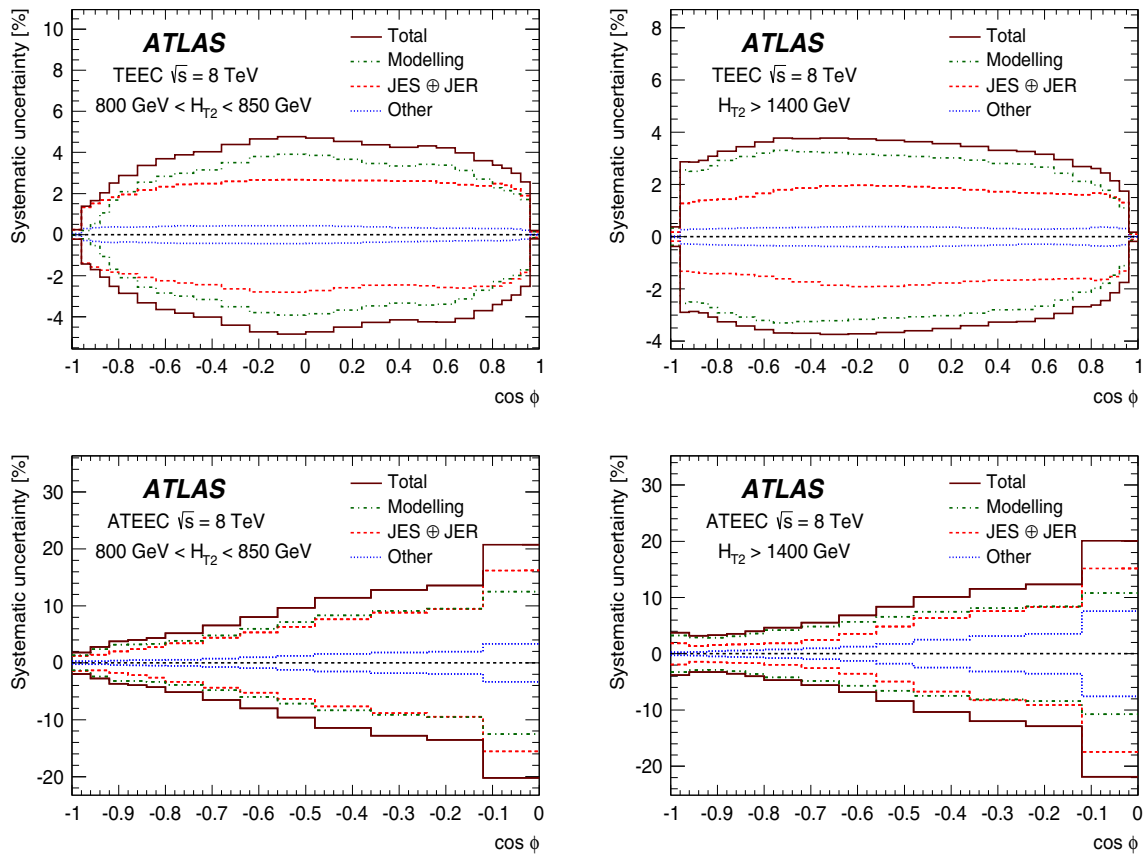 Systematic uncertainty [%]
10
8
6
4
2
0
-2
-4
ATLAS
TEEC √s = 8 TeV
800 GeV < H_T2 < 850 GeV
Total
Modelling
JES ⊕ JER
Other
-1 -0.8 -0.6 -0.4 -0.2 0 0.2 0.4 0.6 0.8 1
cos ϕ
Systematic uncertainty [%]
8
6
4
2
0
-2
-4
ATLAS
TEEC √s = 8 TeV
H_T2 > 1400 GeV
Total
Modelling
JES ⊕ JER
Other
-1 -0.8 -0.6 -0.4 -0.2 0 0.2 0.4 0.6 0.8 1
cos ϕ
Systematic uncertainty [%]
30
20
10
0
-10
-20
ATLAS
ATEEC √s = 8 TeV
800 GeV < H_T2 < 850 GeV
Total
Modelling
JES ⊕ JER
Other
-1 -0.9 -0.8 -0.7 -0.6 -0.5 -0.4 -0.3 -0.2 -0.1 0
cos ϕ
Systematic uncertainty [%]
30
20
10
0
-10
-20
ATLAS
ATEEC √s = 8 TeV
H_T2 > 1400 GeV
Total
Modelling
JES ⊕ JER
Other
-1 -0.9 -0.8 -0.7 -0.6 -0.5 -0.4 -0.3 -0.2 -0.1 0
cos ϕ